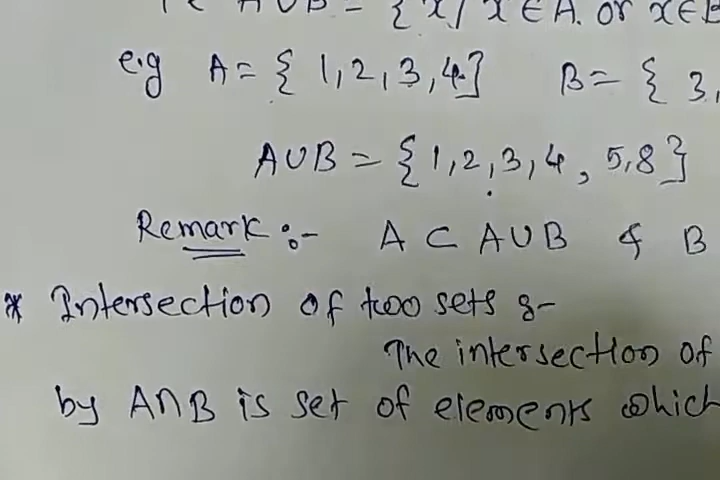 A ∪ B = { x / x ∈ A. or x ∈ B
e.g A = { 1, 2, 3, 4 } B = { 3,
A ∪ B = { 1, 2, 3, 4, 5, 8 }
Remark :- A ⊂ A ∪ B & B
* Intersection of two sets :-
The intersection of
by A ∩ B is set of elements which